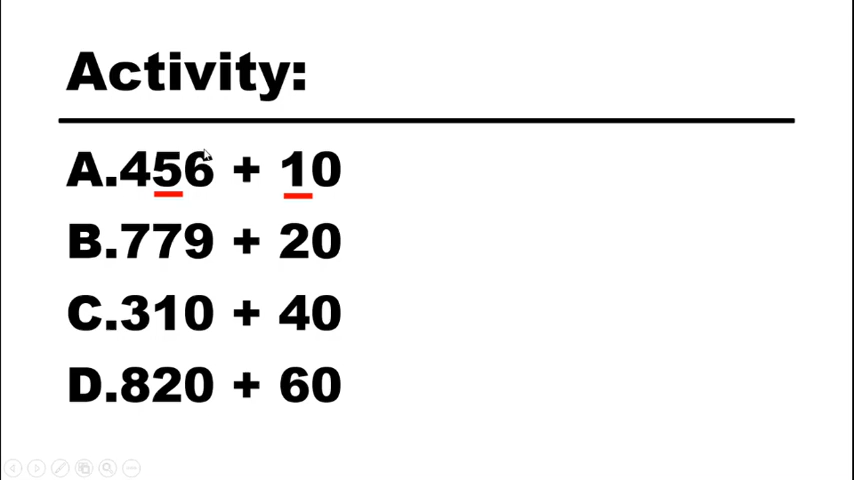 Activity:
A.456 + 10
B.779 + 20
C.310 + 40
D.820 + 60